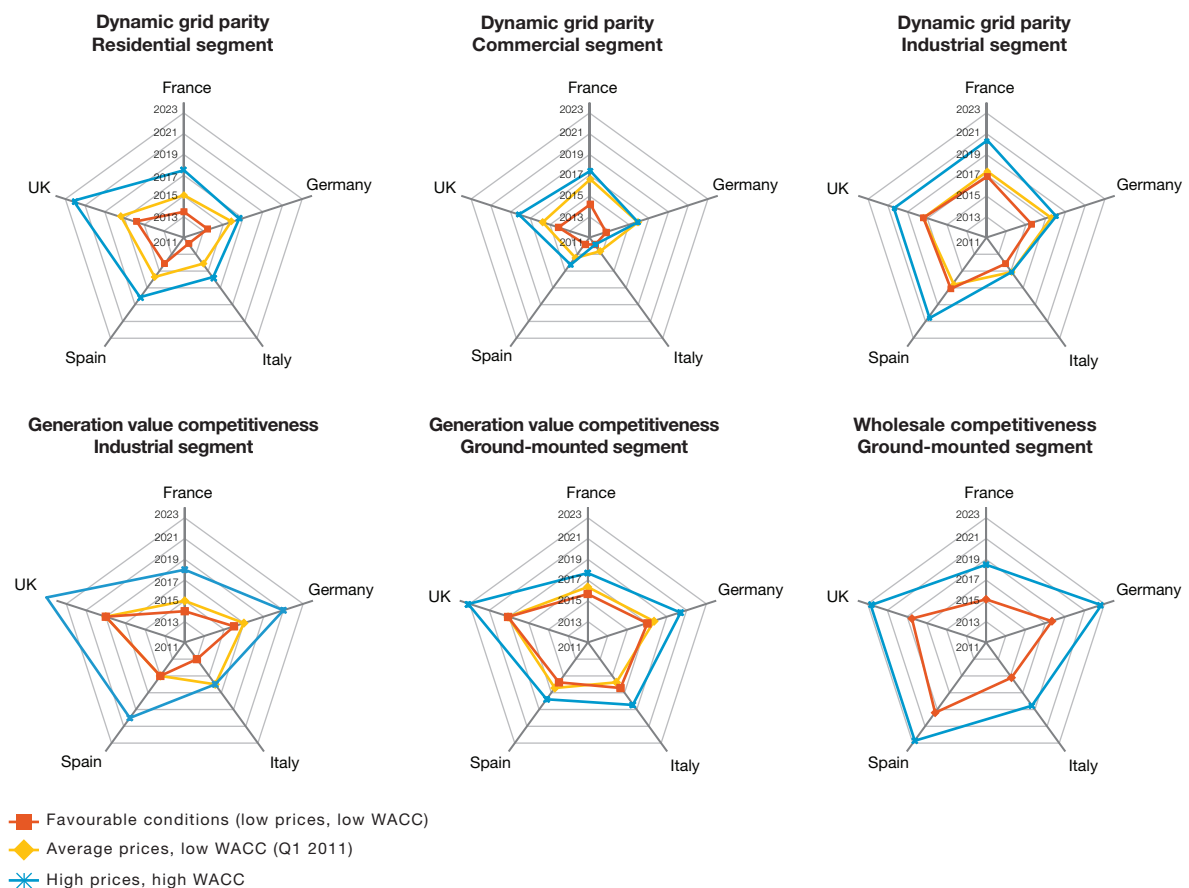 Dynamic grid parity
Residential segment
France
2023
2021
2019
2017
2015
2013
2011
UK
Germany
Spain
Italy
Dynamic grid parity
Commercial segment
France
2023
2021
2019
2017
2015
2013
2011
UK
Germany
Spain
Italy
Dynamic grid parity
Industrial segment
France
2023
2021
2019
2017
2015
2013
2011
UK
Germany
Spain
Italy
Generation value competitiveness
Industrial segment
France
2023
2021
2019
2017
2015
2013
2011
UK
Germany
Spain
Italy
Generation value competitiveness
Ground-mounted segment
France
2023
2021
2019
2017
2015
2013
2011
UK
Germany
Spain
Italy
Wholesale competitiveness
Ground-mounted segment
France
2023
2021
2019
2017
2015
2013
2011
UK
Germany
Spain
Italy
Favourable conditions (low prices, low WACC)
Average prices, low WACC (Q1 2011)
High prices, high WACC